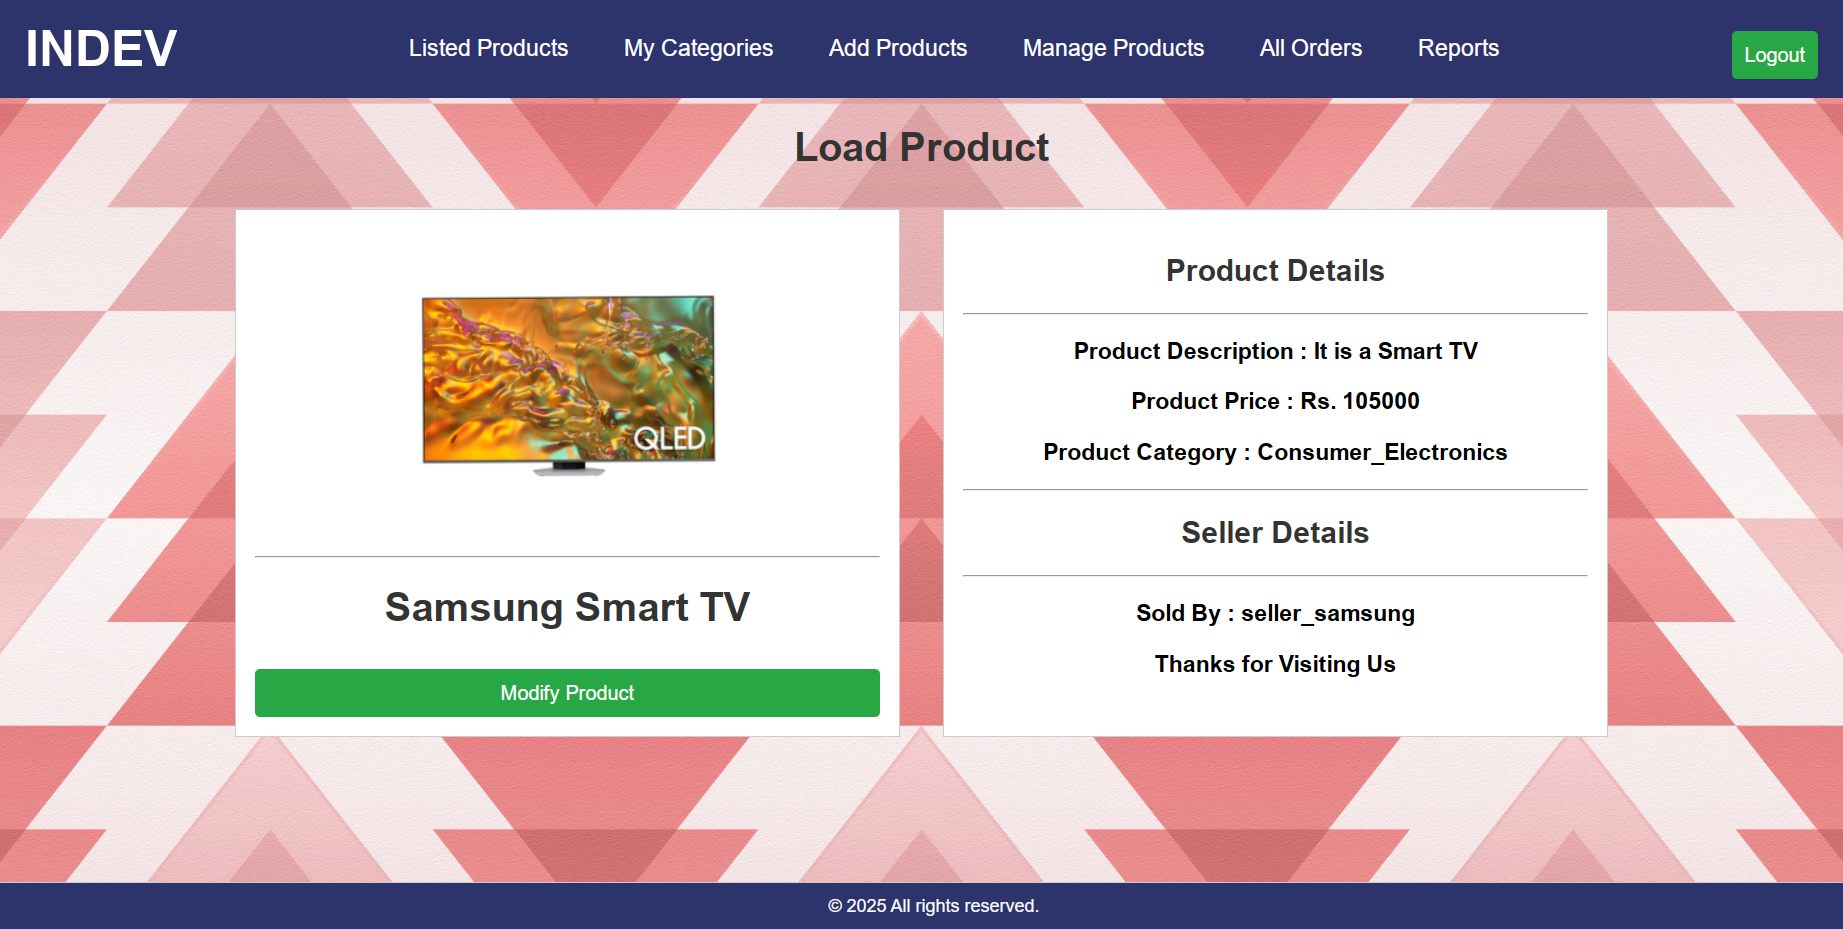 INDEV
Listed Products
My Categories
Add Products
Manage Products
All Orders
Reports
Logout
Load Product
QLED
Samsung Smart TV
Modify Product
Product Details
Product Description : It is a Smart TV
Product Price : Rs. 105000
Product Category : Consumer_Electronics
Seller Details
Sold By : seller_samsung
Thanks for Visiting Us
© 2025 All rights reserved.